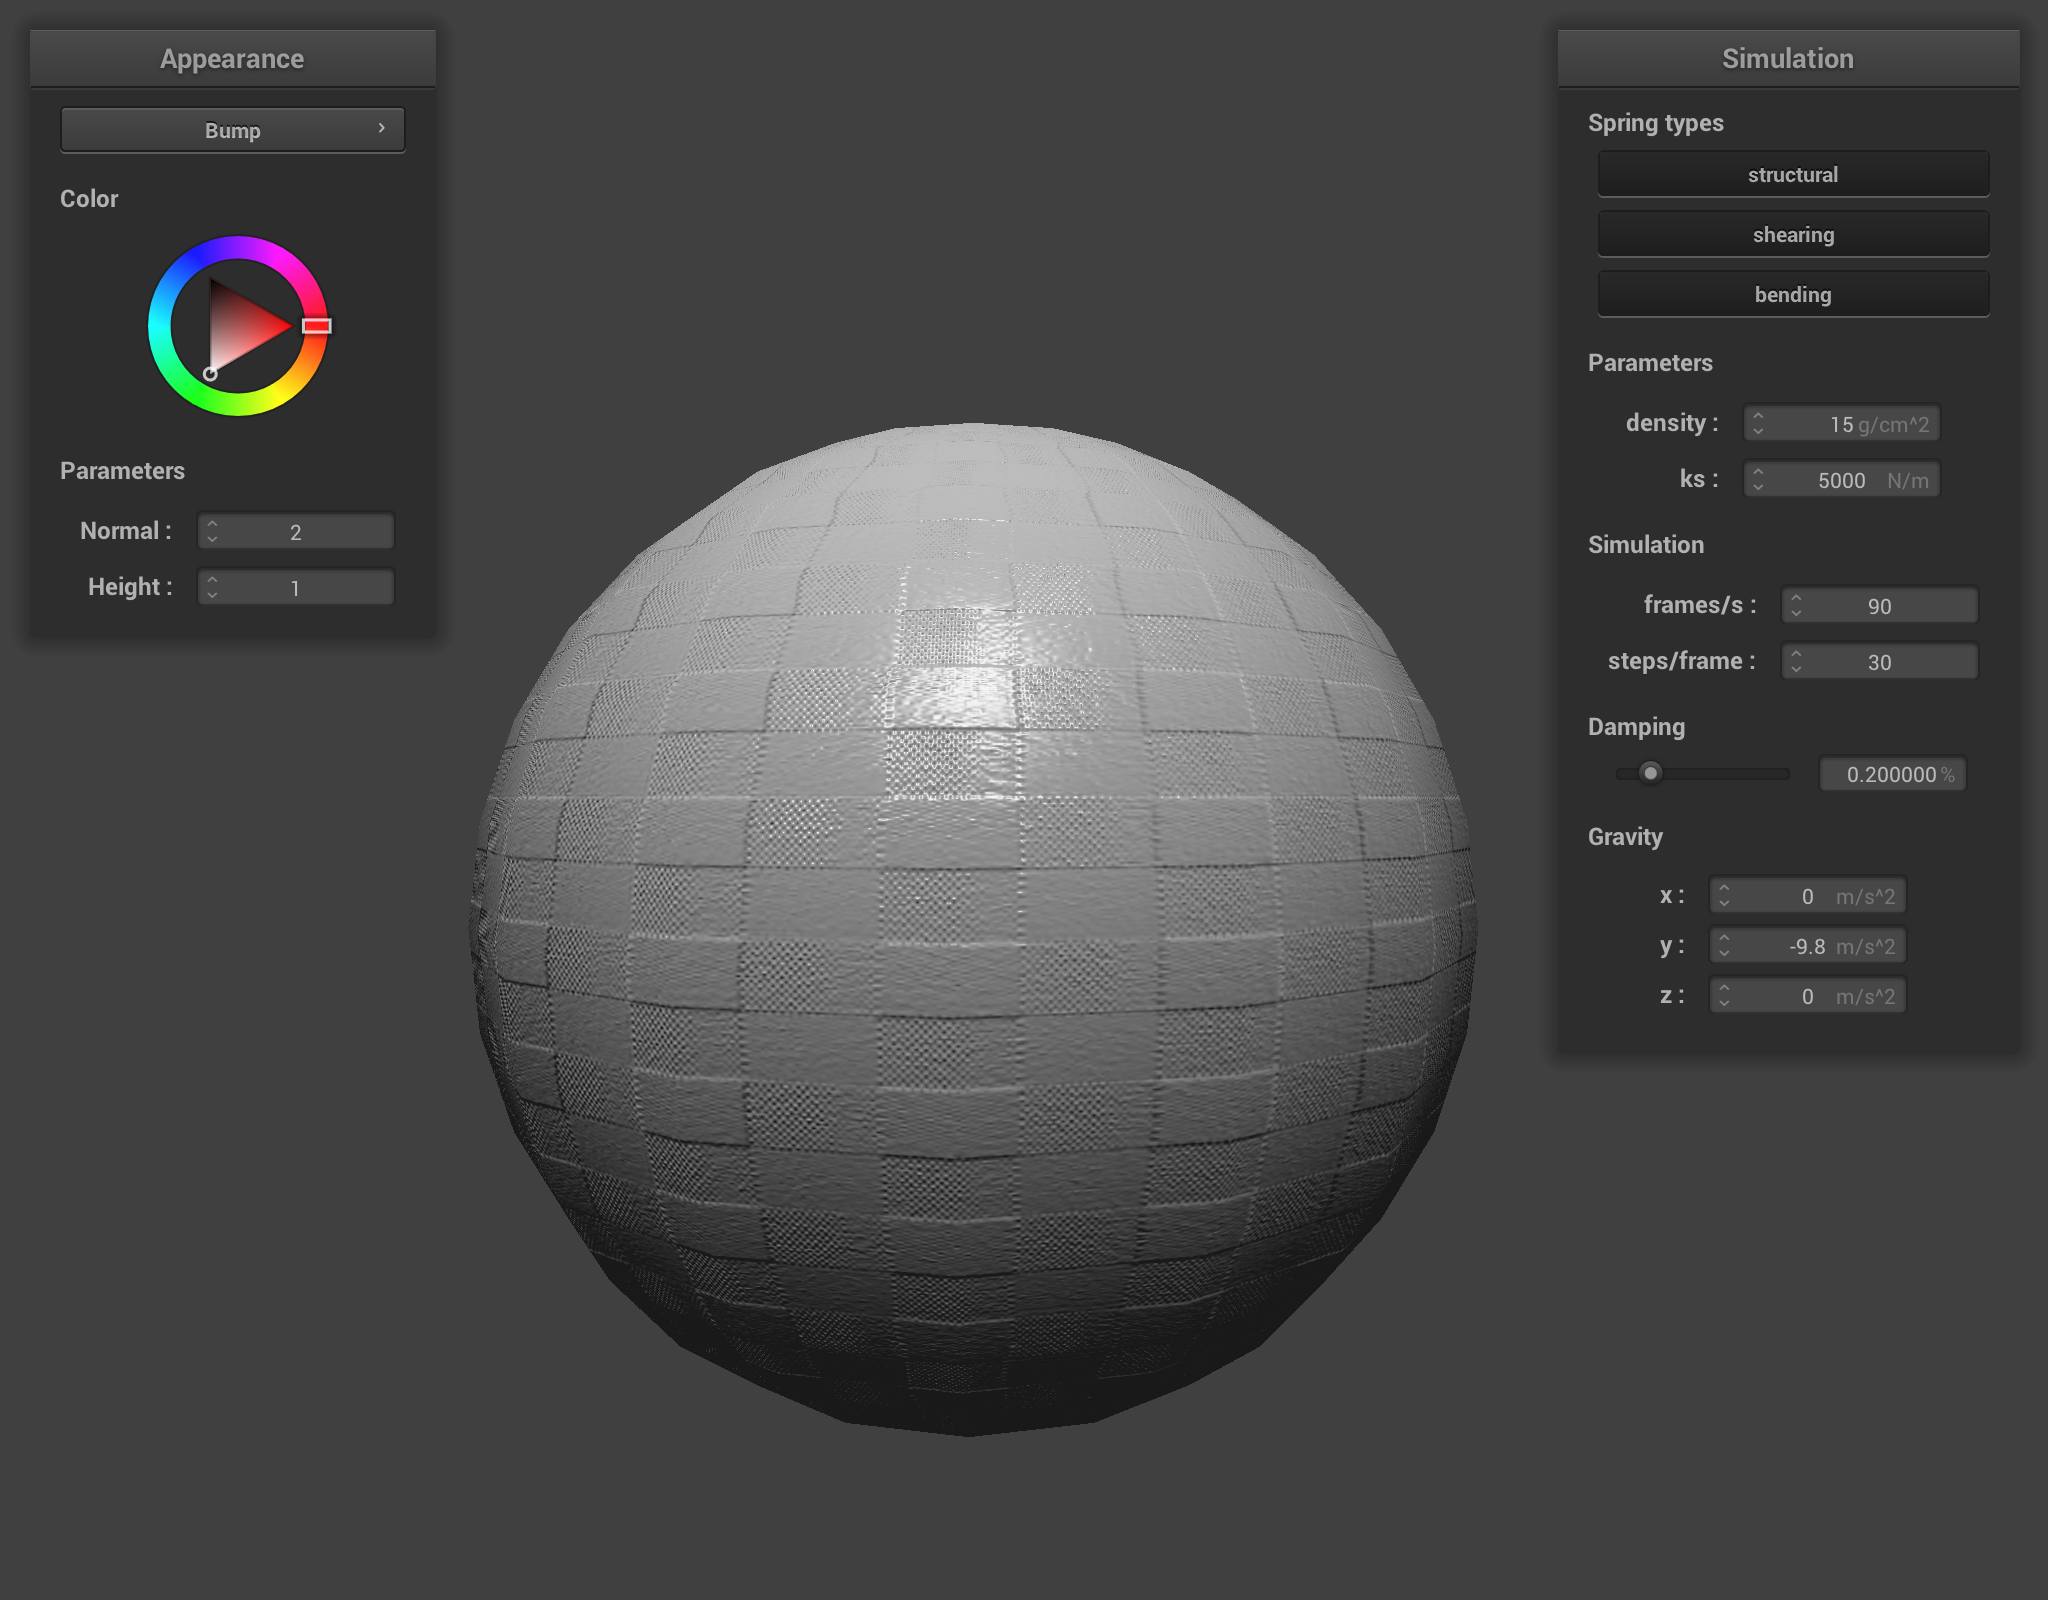 Appearance
Bump
Color
Parameters
Normal : 2
Height : 1
Simulation
Spring types
structural
shearing
bending
Parameters
density : 15 g/cm^2
ks : 5000 N/m
Simulation
frames/s : 90
steps/frame : 30
Damping
0.200000 %
Gravity
x : 0 m/s^2
y : -9.8 m/s^2
z : 0 m/s^2